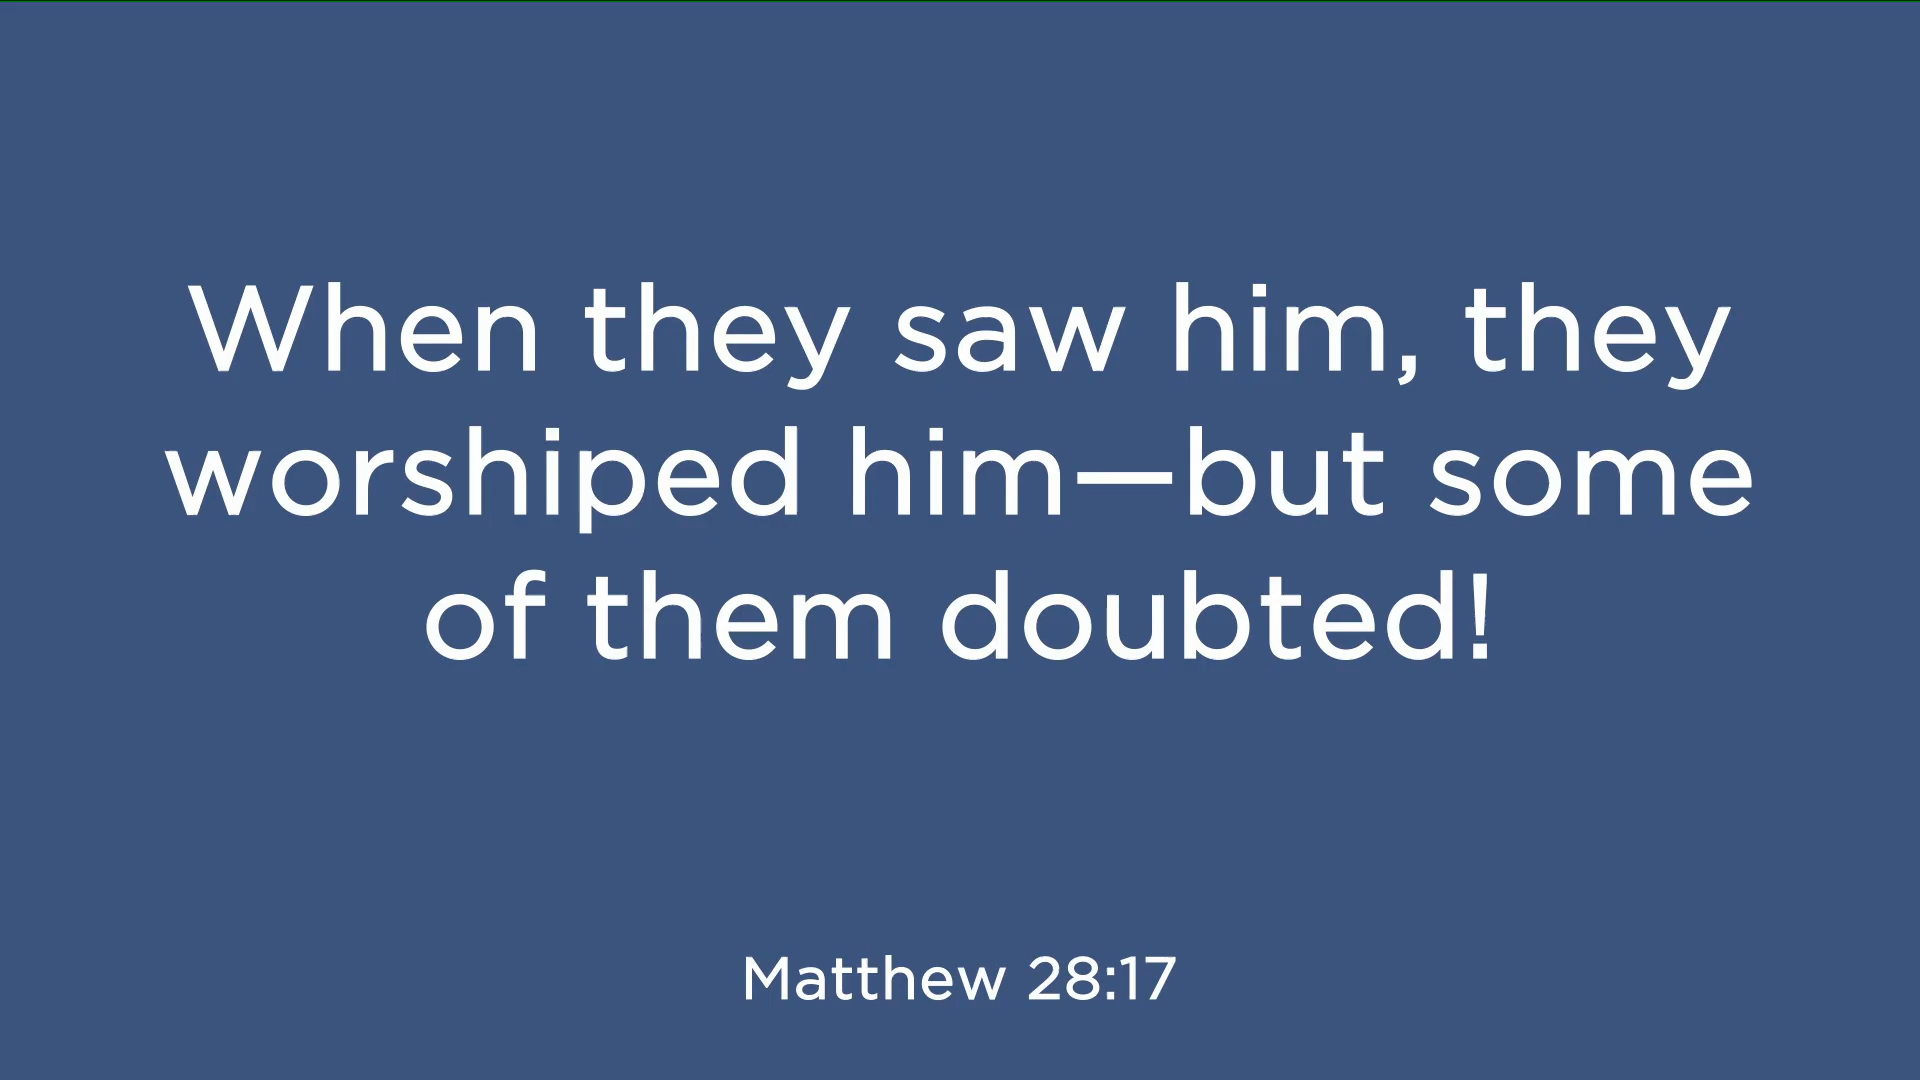 When they saw him, they
worshiped him—but some
of them doubted!
Matthew 28:17